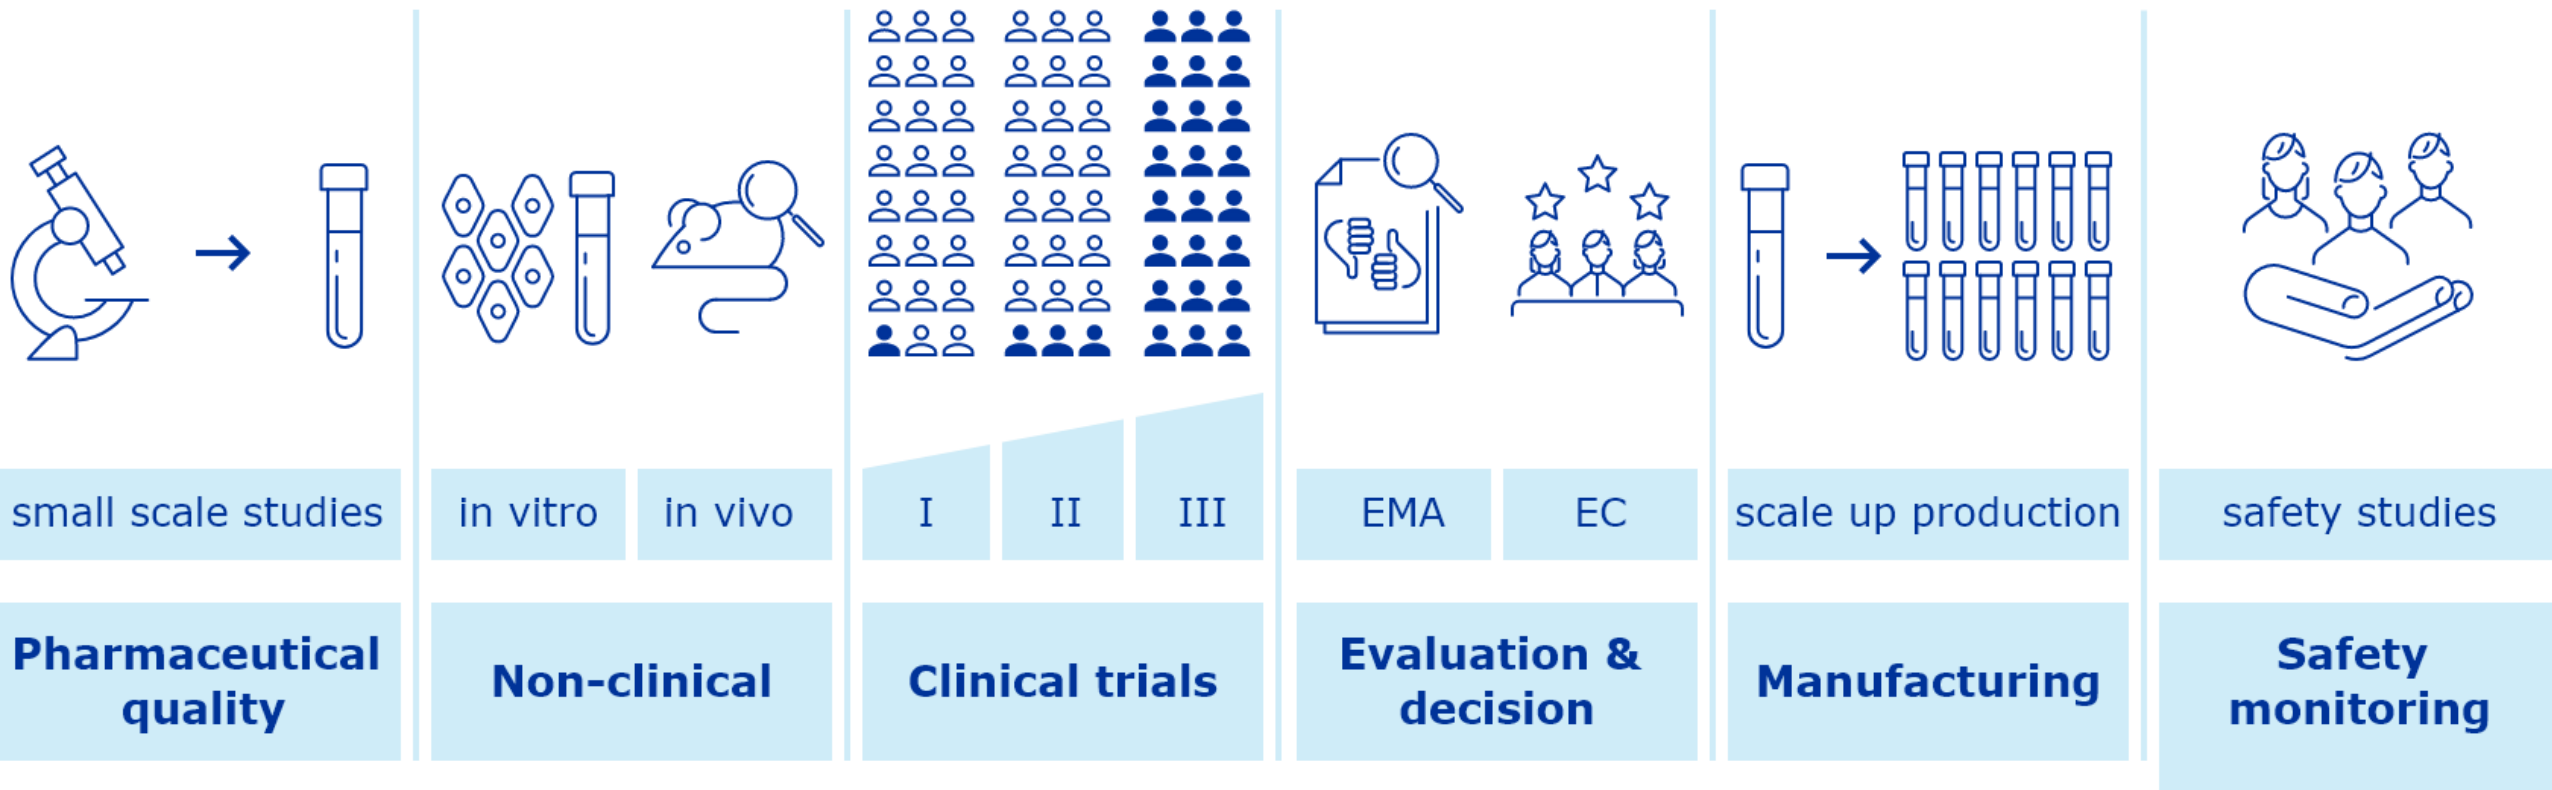 small scale studies
in vitro
in vivo
I
II
III
EMA
EC
scale up production
safety studies
Pharmaceutical
quality
Non-clinical
Clinical trials
Evaluation &
decision
Manufacturing
Safety
monitoring